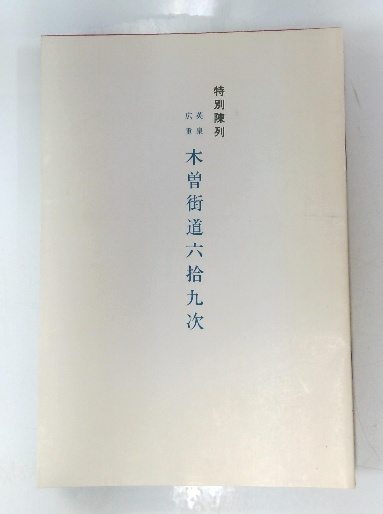 特別陳列
英泉
広重
木曽街道六拾九次